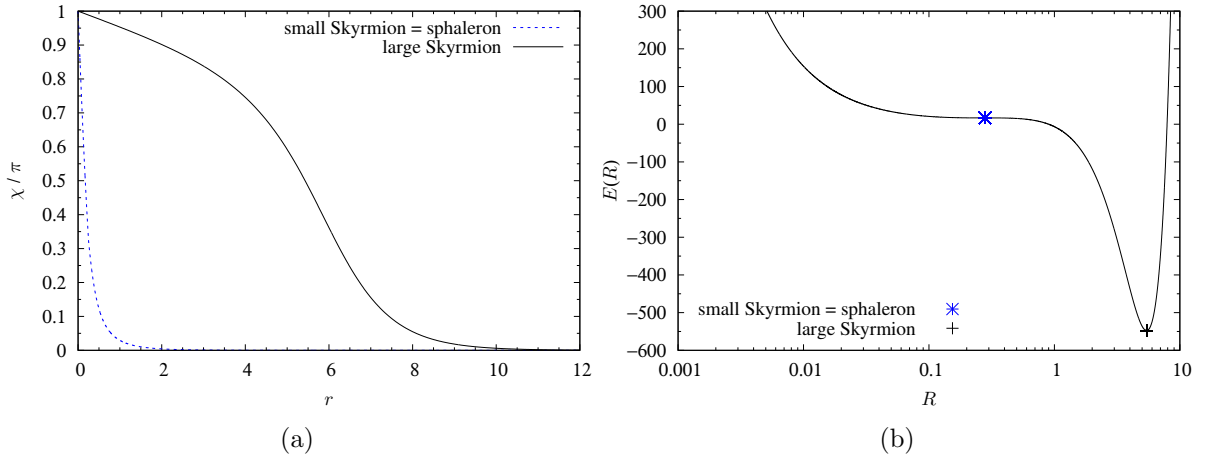 1
0.9
0.8
0.7
0.6
0.5
0.4
0.3
0.2
0.1
0
χ / π
small Skyrmion = sphaleron
large Skyrmion
0 2 4 6 8 10 12
r
(a)
300
200
100
0
−100
−200
−300
−400
−500
−600
E(R)
small Skyrmion = sphaleron
large Skyrmion
0.001 0.01 0.1 1 10
R
(b)